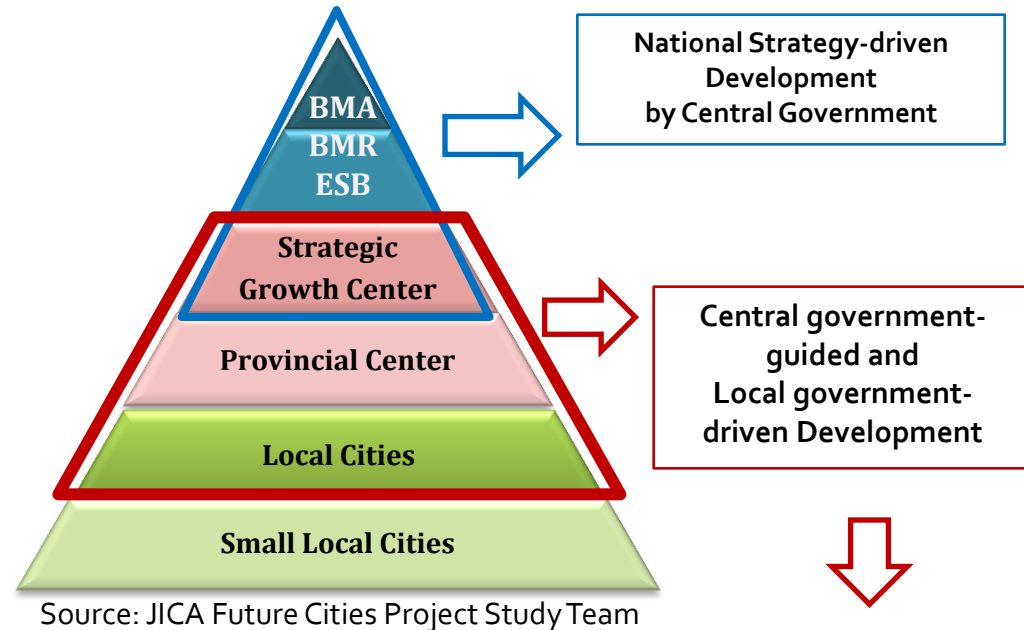 BMA
BMR
ESB
Strategic
Growth Center
Provincial Center
Local Cities
Small Local Cities
National Strategy-driven
Development
by Central Government
Central government-
guided and
Local government-
driven Development
Source: JICA Future Cities Project Study Team